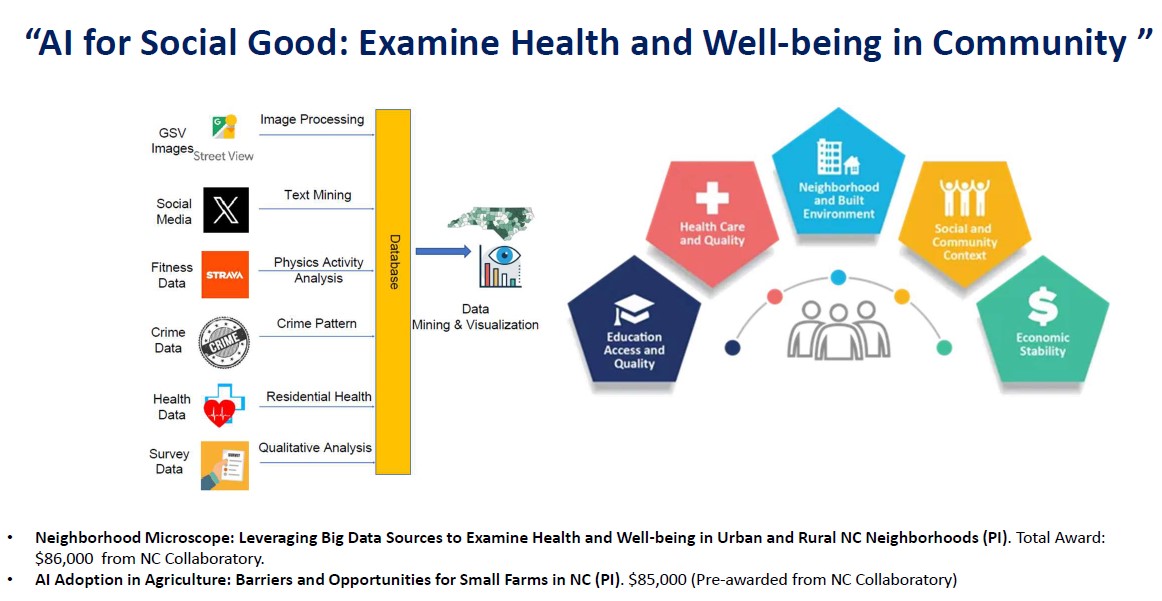 “AI for Social Good: Examine Health and Well-being in Community ”
GSV
Images
G
Street View
Image Processing
Social
Media
X
Text Mining
Fitness
Data
STRAVA
Physics Activity
Analysis
Crime
Data
CRIME
Crime Pattern
Health
Data
Residential Health
Survey
Data
SURVEY
Qualitative Analysis
Database
Data
Mining & Visualization
Education
Access and
Quality
Health Care
and Quality
Neighborhood
and Built
Environment
Social and
Community
Context
$
Economic
Stability
• Neighborhood Microscope: Leveraging Big Data Sources to Examine Health and Well-being in Urban and Rural NC Neighborhoods (PI). Total Award:
$86,000 from NC Collaboratory.
• AI Adoption in Agriculture: Barriers and Opportunities for Small Farms in NC (PI). $85,000 (Pre-awarded from NC Collaboratory)